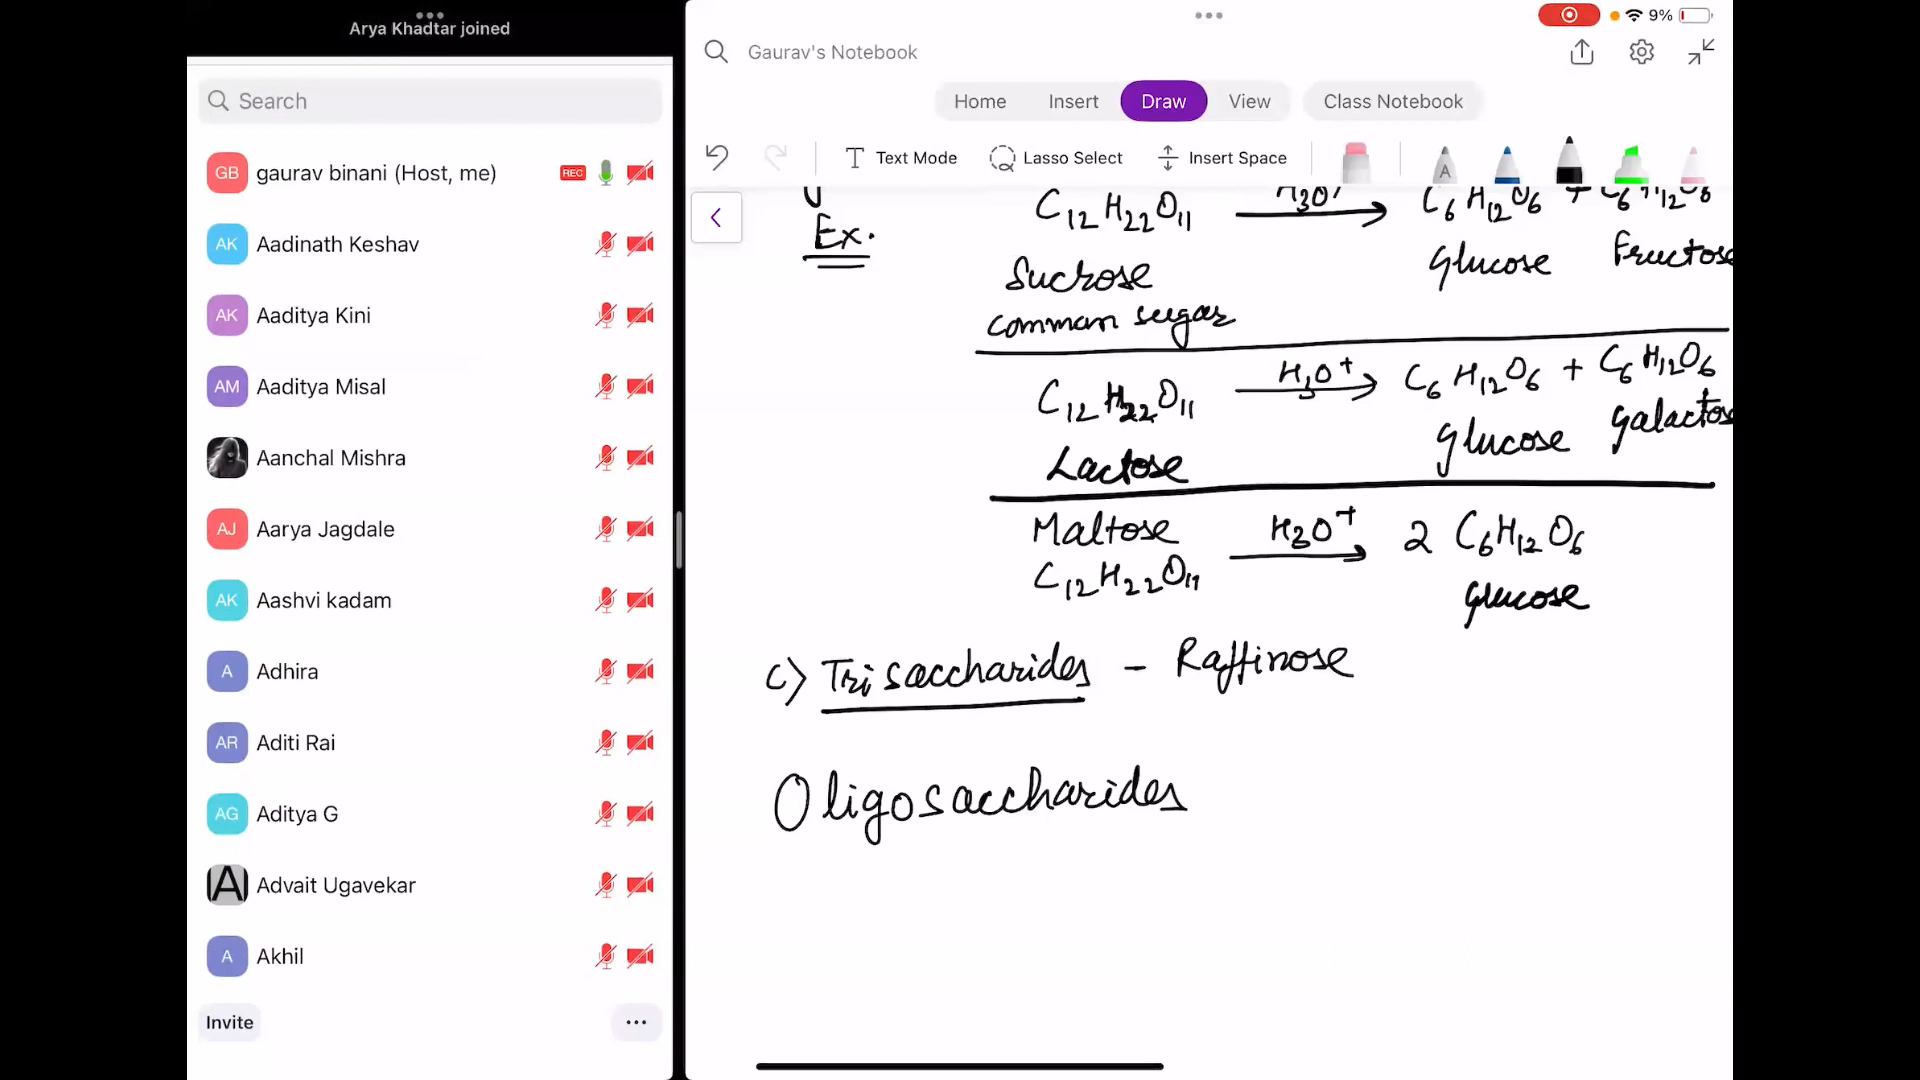 Arya Khadtar joined
Search
GB gaurav binani (Host, me) REC
AK Aadinath Keshav
AK Aaditya Kini
AM Aaditya Misal
Aanchal Mishra
AJ Aarya Jagdale
AK Aashvi kadam
A Adhira
AR Aditi Rai
AG Aditya G
A Advait Ugavekar
A Akhil
Invite
9%
Gaurav's Notebook
Home Insert Draw View Class Notebook
Text Mode Lasso Select Insert Space
Ex. C12H22O11 → C6H12O6 + C6H12O6
Sucrose Glucose Fructose
common sugar
C12H22O11 H3O+ → C6H12O6 + C6H12O6
Lactose Glucose Galactose
Maltose H3O+ → 2 C6H12O6
C12H22O11 Glucose
c) Trisaccharides - Raffinose
Oligosaccharides